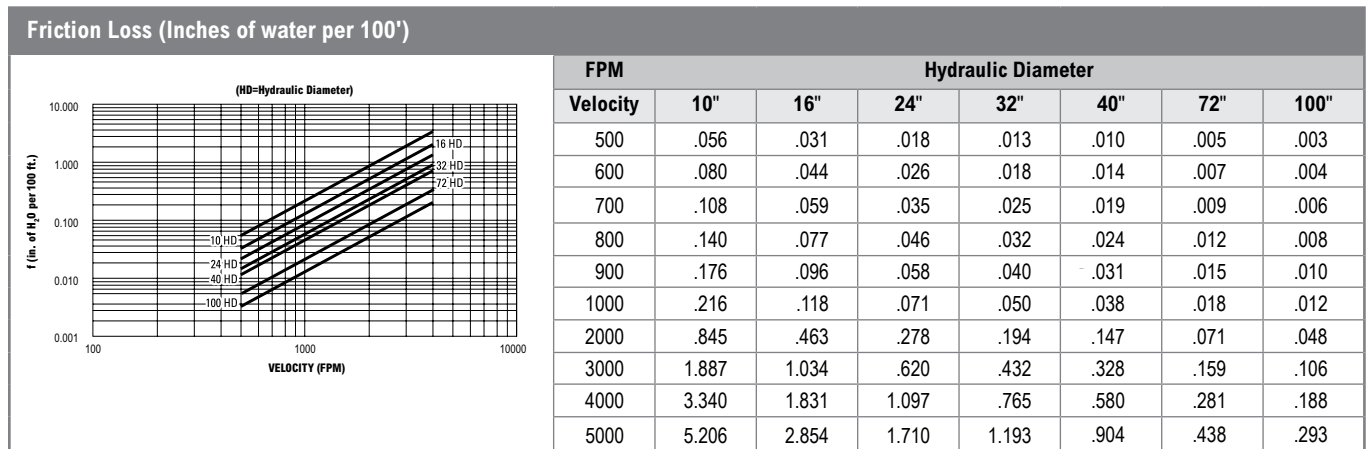 Friction Loss (Inches of water per 100')
(HD=Hydraulic Diameter)
10.000
1.000
0.100
0.010
0.001
f (in. of H₂0 per 100 ft.)
16 HD
32 HD
72 HD
10 HD
24 HD
40 HD
100 HD
100 1000 10000
VELOCITY (FPM)
FPM Hydraulic Diameter
Velocity 10" 16" 24" 32" 40" 72" 100"
500 .056 .031 .018 .013 .010 .005 .003
600 .080 .044 .026 .018 .014 .007 .004
700 .108 .059 .035 .025 .019 .009 .006
800 .140 .077 .046 .032 .024 .012 .008
900 .176 .096 .058 .040 .031 .015 .010
1000 .216 .118 .071 .050 .038 .018 .012
2000 .845 .463 .278 .194 .147 .071 .048
3000 1.887 1.034 .620 .432 .328 .159 .106
4000 3.340 1.831 1.097 .765 .580 .281 .188
5000 5.206 2.854 1.710 1.193 .904 .438 .293